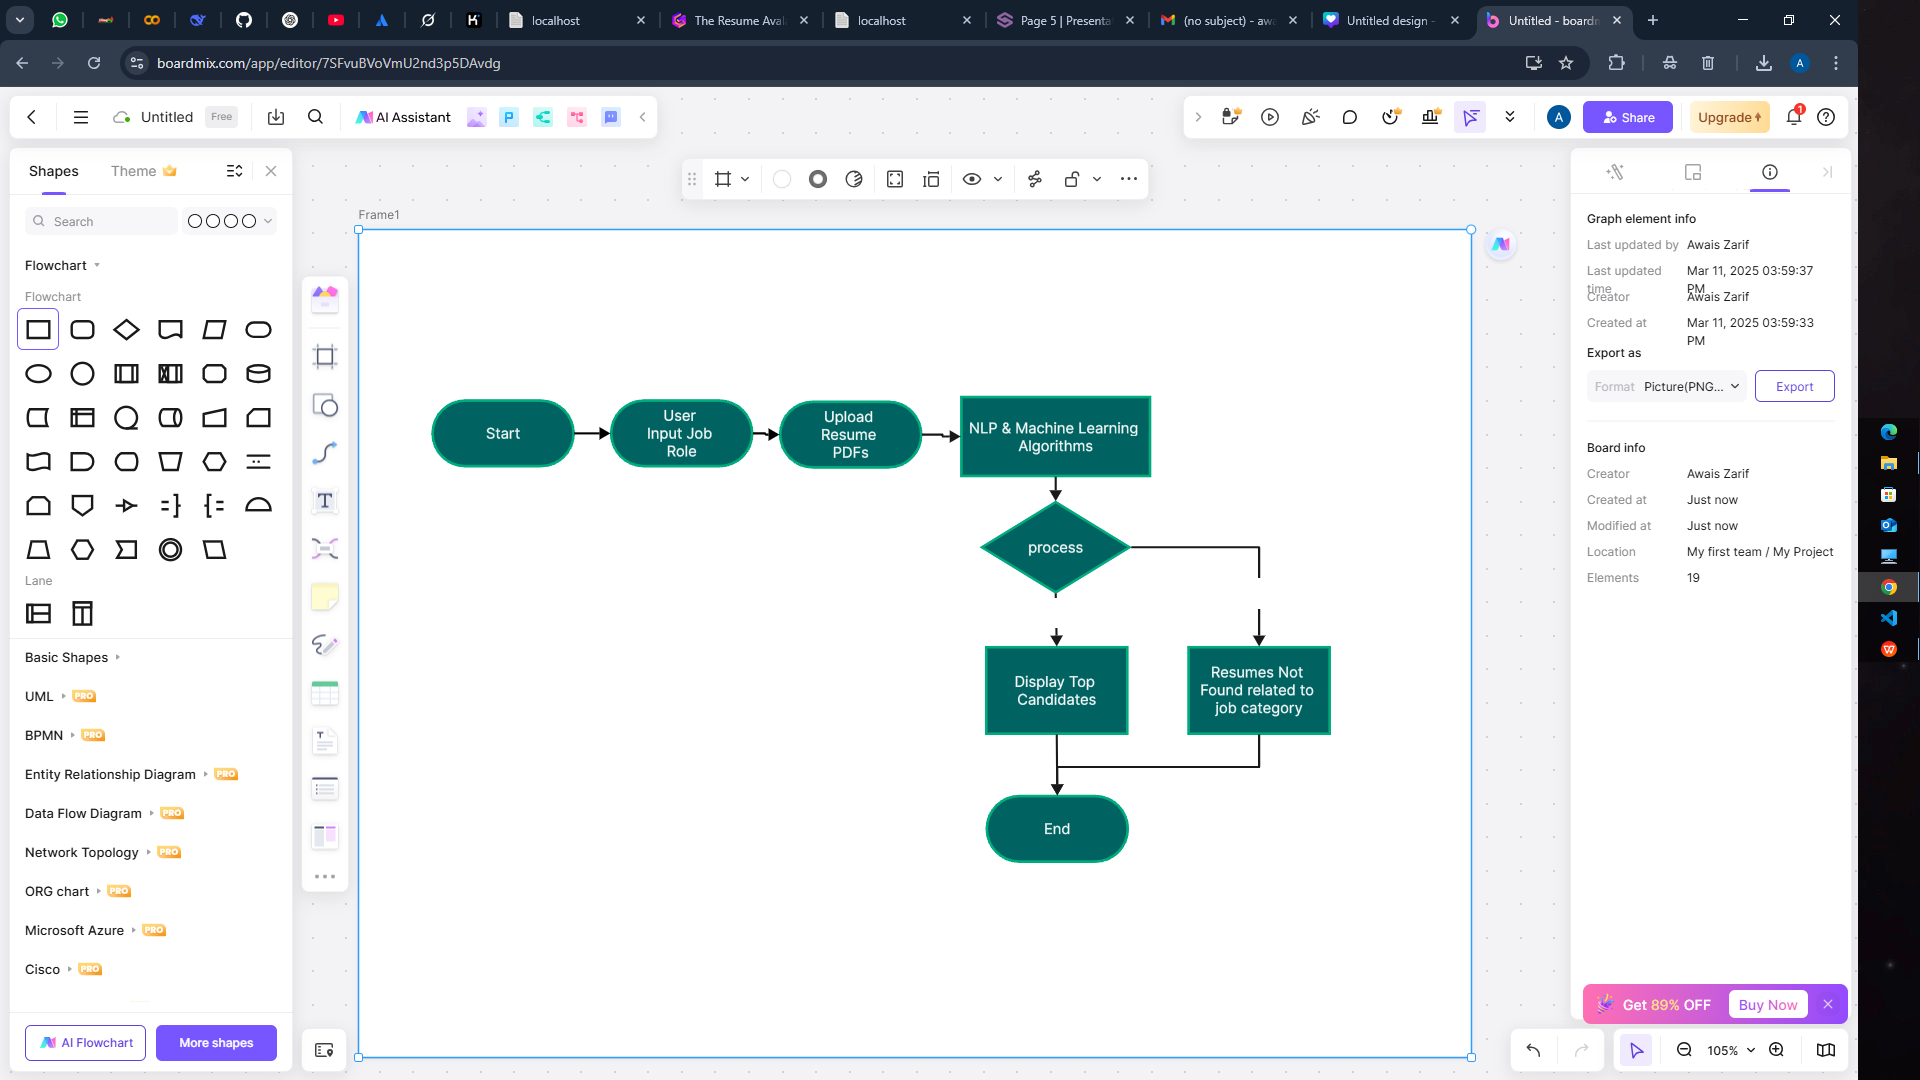 localhost
The Resume Aval
localhost
Page 5 | Presenta
(no subject) - awa
Untitled design -
Untitled - boardm
boardmix.com/app/editor/7SFvuBVoVmU2nd3p5DAvdg
A
Untitled
Free
AI Assistant
A
Share
Upgrade
1
Shapes
Theme
Search
Flowchart
Flowchart
Lane
Basic Shapes
UML PRO
BPMN PRO
Entity Relationship Diagram PRO
Data Flow Diagram PRO
Network Topology PRO
ORG chart PRO
Microsoft Azure PRO
Cisco PRO
AI Flowchart
More shapes
Frame1
Start
User
Input Job
Role
Upload
Resume
PDFs
NLP & Machine Learning
Algorithms
process
Display Top
Candidates
Resumes Not
Found related to
job category
End
Graph element info
Last updated by Awais Zarif
Last updated time Mar 11, 2025 03:59:37 PM
Creator Awais Zarif
Created at Mar 11, 2025 03:59:33 PM
Export as
Format Picture(PNG...
Export
Board info
Creator Awais Zarif
Created at Just now
Modified at Just now
Location My first team / My Project
Elements 19
Get 89% OFF
Buy Now
105%